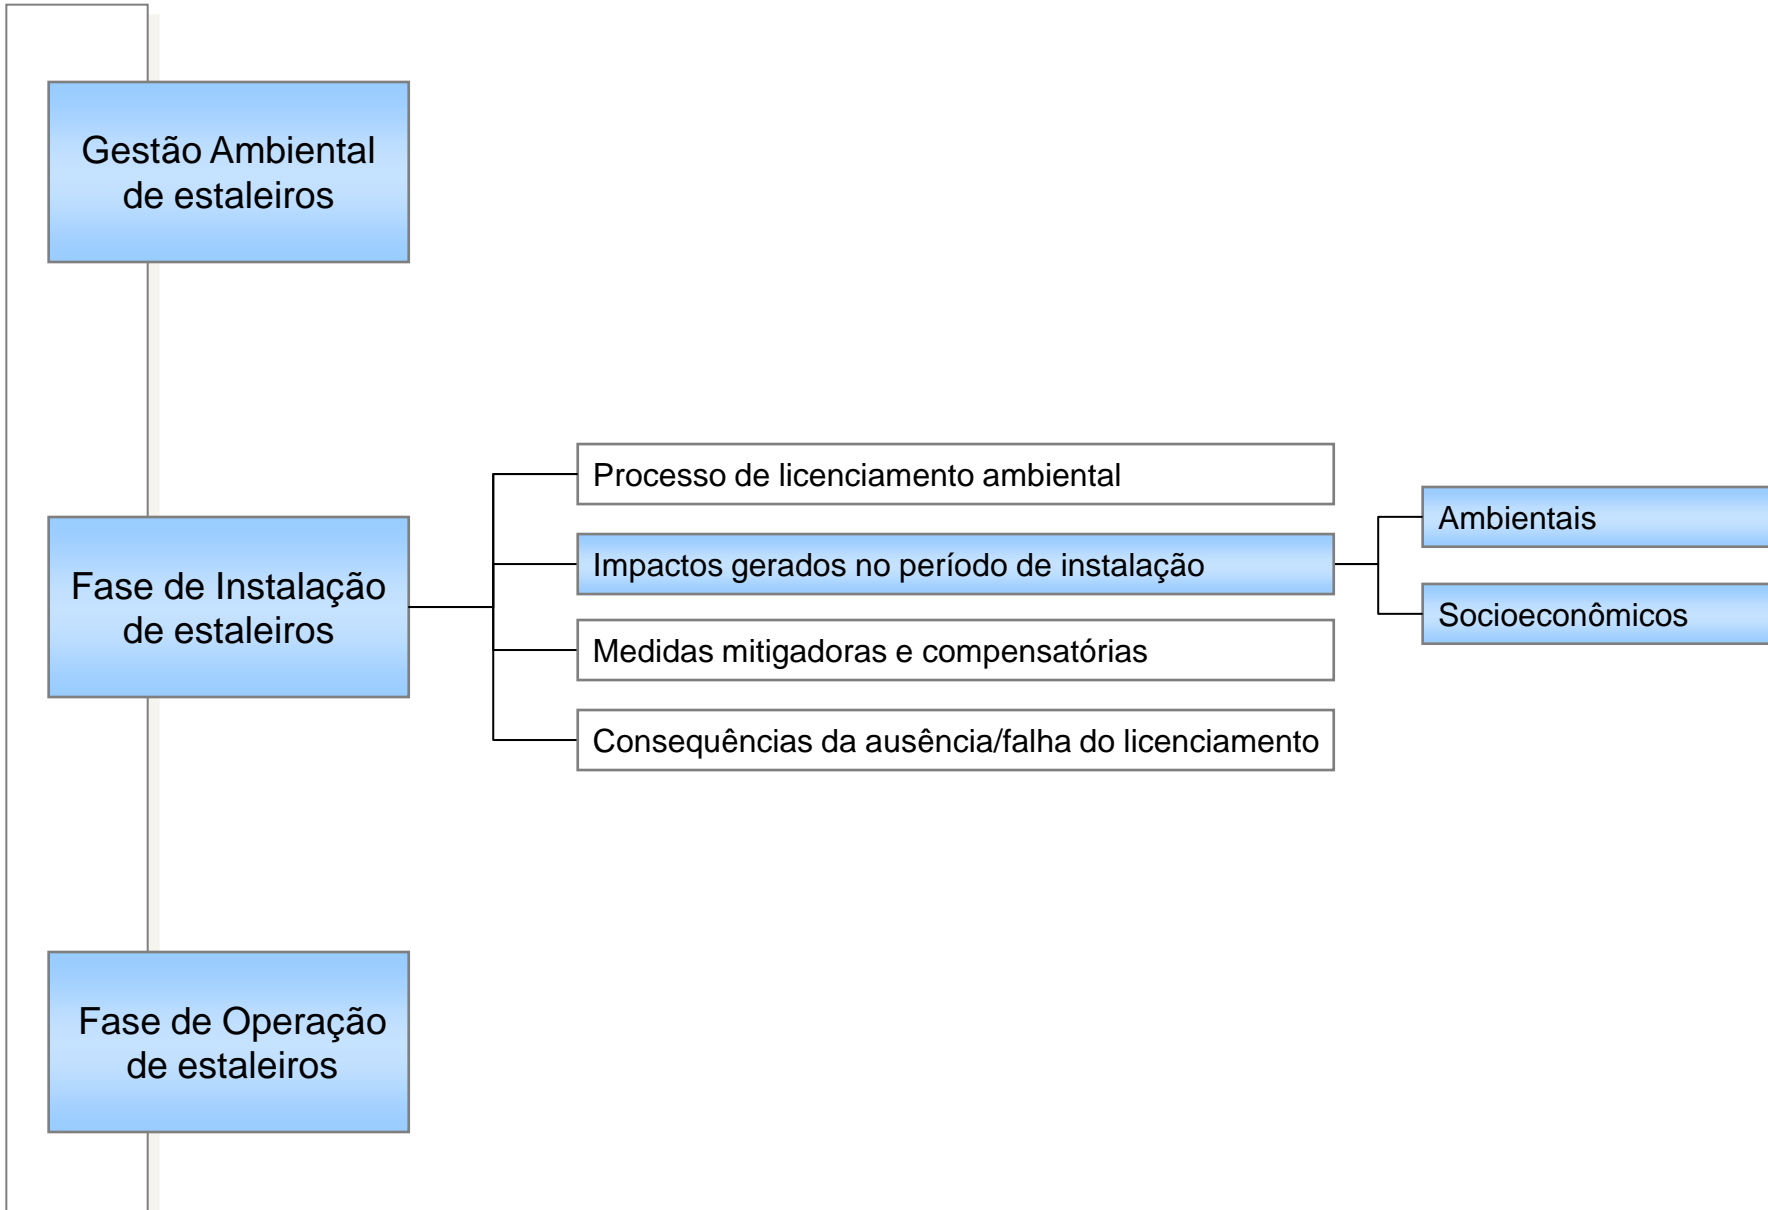 Gestão Ambiental
de estaleiros
Fase de Instalação
de estaleiros
Processo de licenciamento ambiental
Impactos gerados no período de instalação
Medidas mitigadoras e compensatórias
Consequências da ausência/falha do licenciamento
Ambientais
Socioeconômicos
Fase de Operação
de estaleiros